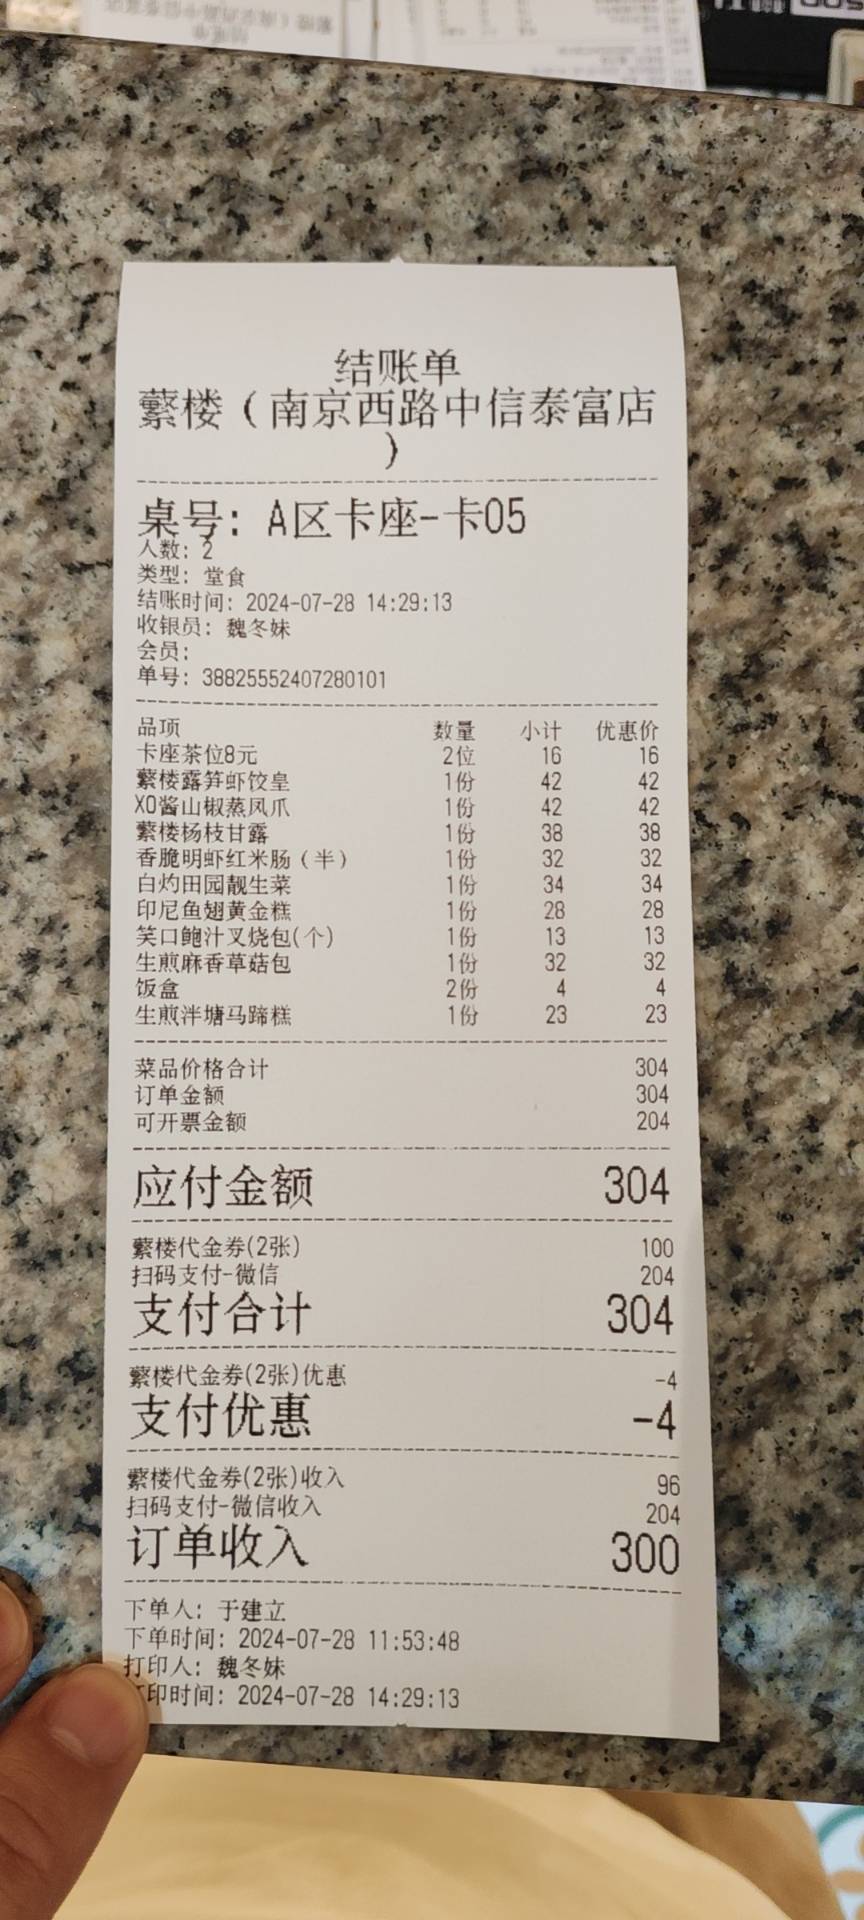 结账单
蘩楼（南京西路中信泰富店
）
桌号: A区卡座-卡05
人数: 2
类型: 堂食
结账时间: 2024-07-28 14:29:13
收银员: 魏冬妹
会员:
单号: 38825552407280101
品项 数量 小计 优惠价
卡座茶位8元 2位 16 16
蘩楼露笋虾饺皇 1份 42 42
XO酱山椒蒸凤爪 1份 42 42
蘩楼杨枝甘露 1份 38 38
香脆明虾红米肠（半） 1份 32 32
白灼田园靓生菜 1份 34 34
印尼鱼翅黄金糕 1份 28 28
笑口鲍汁叉烧包(个) 1份 13 13
生煎麻香草菇包 1份 32 32
饭盒 2份 4 4
生煎泮塘马蹄糕 1份 23 23
菜品价格合计 304
订单金额 304
可开票金额 204
应付金额 304
蘩楼代金券(2张) 100
扫码支付-微信 204
支付合计 304
蘩楼代金券(2张)优惠 -4
支付优惠 -4
蘩楼代金券(2张)收入 96
扫码支付-微信收入 204
订单收入 300
下单人: 于建立
下单时间: 2024-07-28 11:53:48
打印人: 魏冬妹
印时间: 2024-07-28 14:29:13